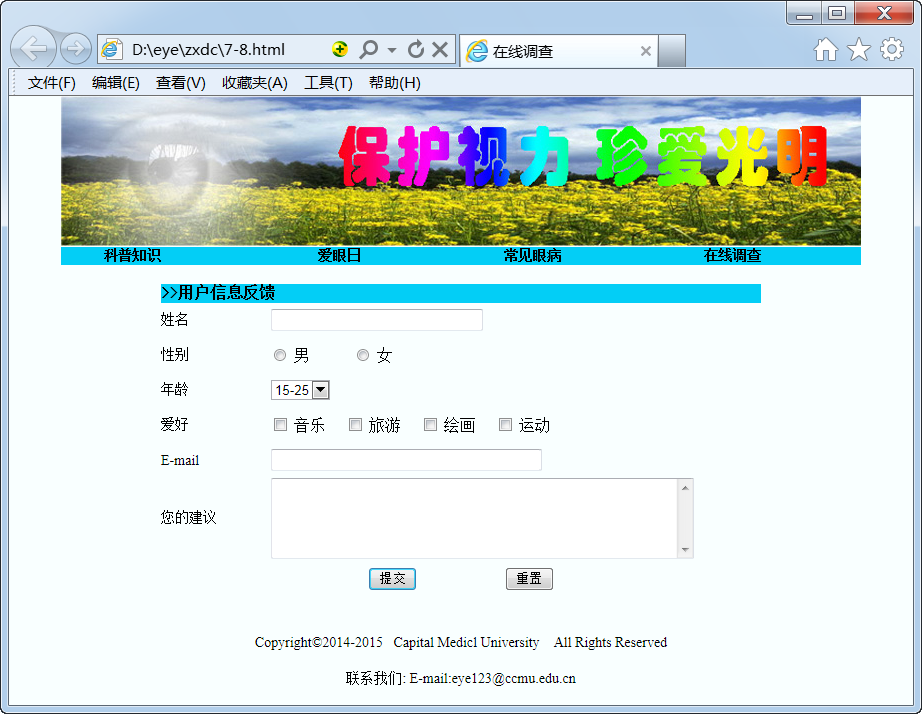 D:\eye\zxdc\7-8.html
在线调查
文件(F) 编辑(E) 查看(V) 收藏夹(A) 工具(T) 帮助(H)
保护视力 珍爱光明
科普知识 爱眼日 常见眼病 在线调查
>>用户信息反馈
姓名
性别 男 女
年龄 15-25
爱好 音乐 旅游 绘画 运动
E-mail
您的建议
提交 重置
Copyright©2014-2015 Capital Medicl University All Rights Reserved
联系我们: E-mail:eye123@ccmu.edu.cn